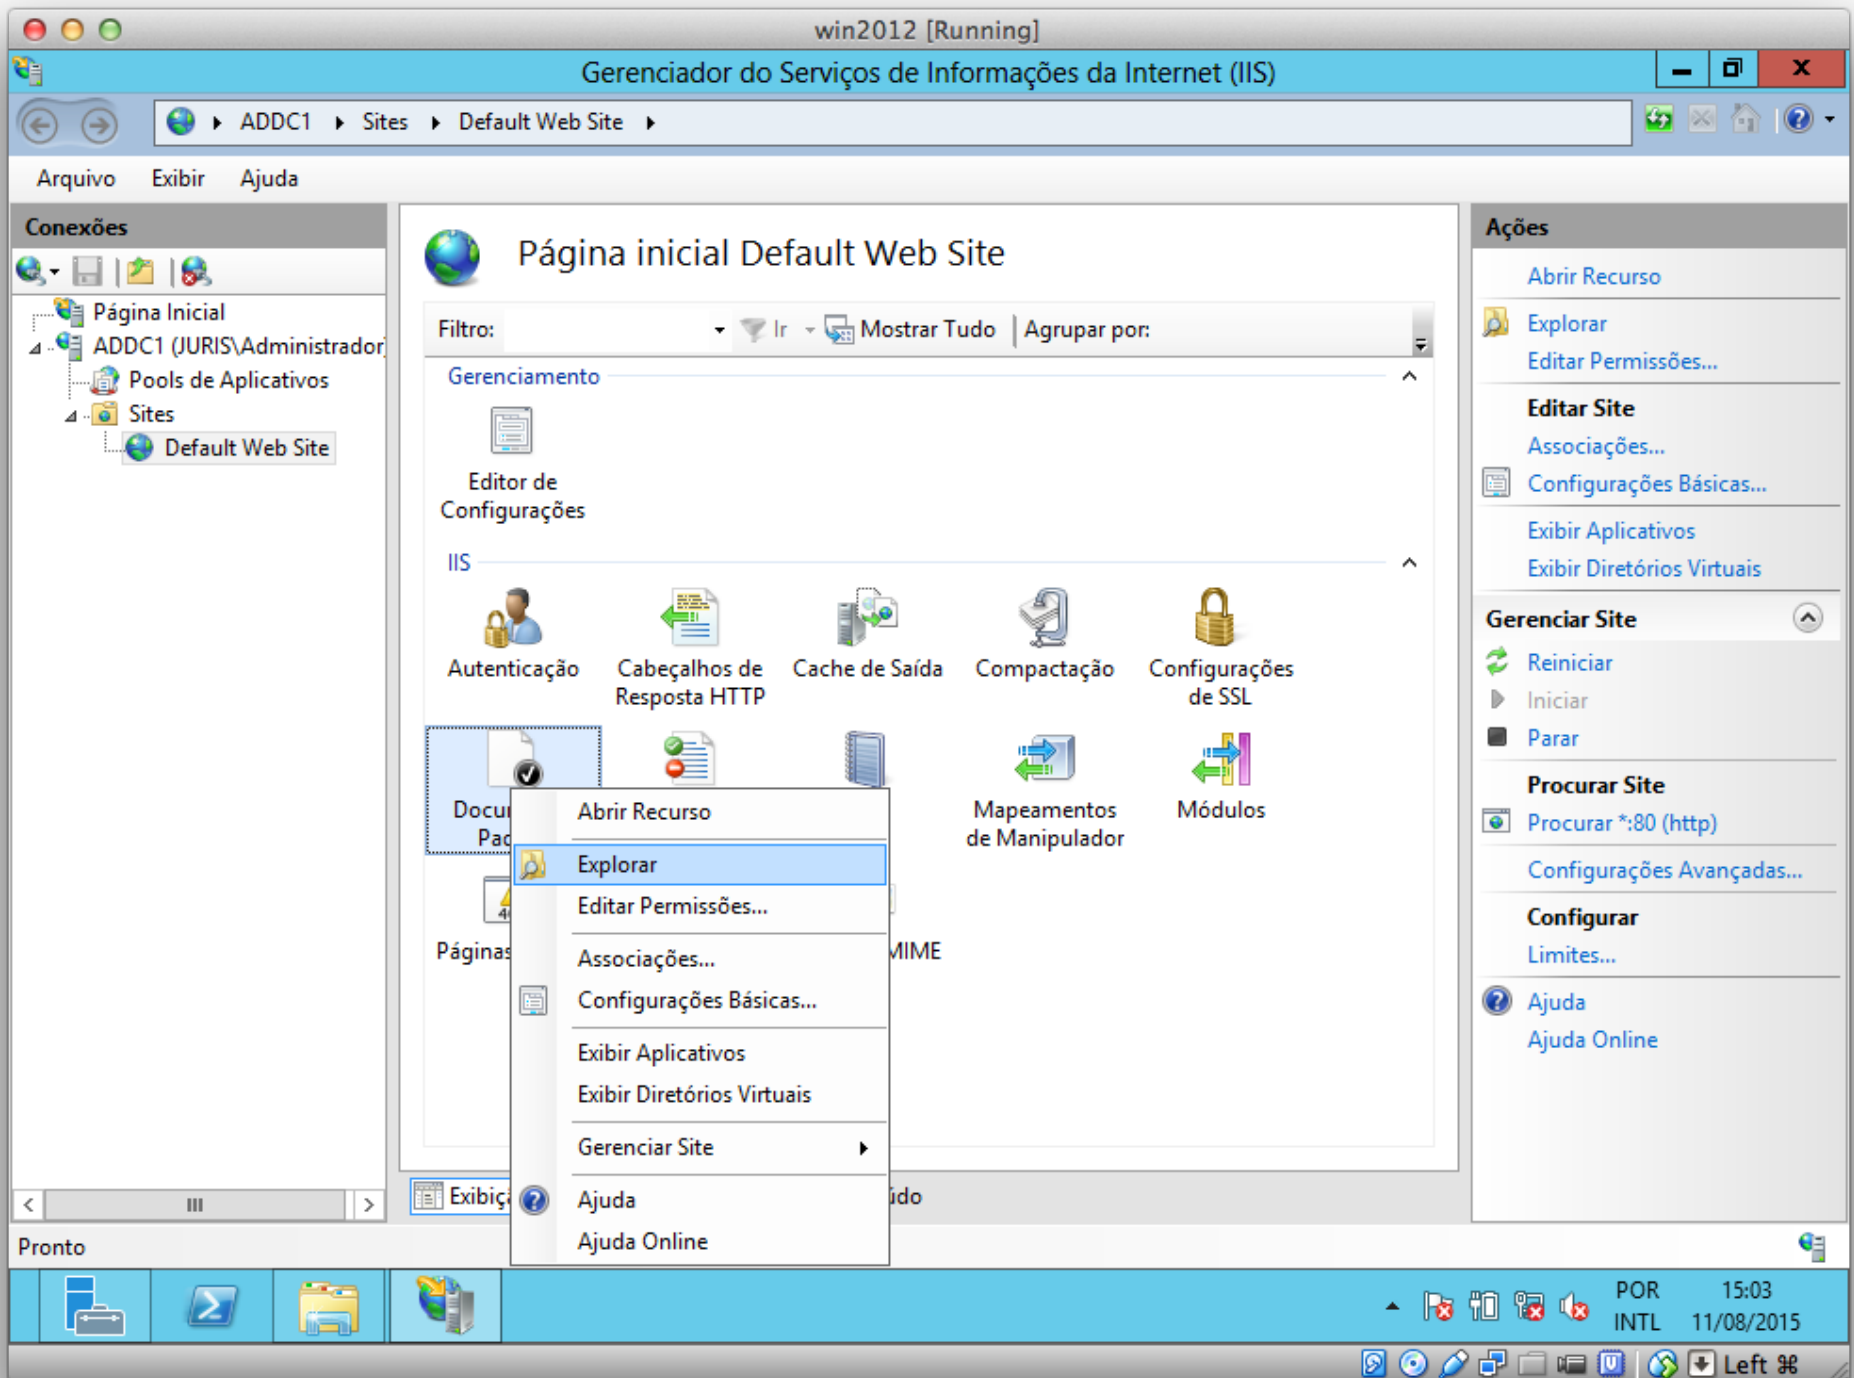 win2012 [Running]
Gerenciador do Serviços de Informações da Internet (IIS)
ADDC1 Sites Default Web Site
Arquivo Exibir Ajuda
Conexões
Página Inicial
ADDC1 (JURIS\Administrador
Pools de Aplicativos
Sites
Default Web Site
Página inicial Default Web Site
Filtro: Ir Mostrar Tudo Agrupar por:
Gerenciamento
Editor de
Configurações
IIS
Autenticação
Cabeçalhos de
Resposta HTTP
Cache de Saída
Compactação
Configurações
de SSL
Mapeamentos
de Manipulador
Módulos
Páginas
MIME
Abrir Recurso
Explorar
Editar Permissões...
Associações...
Configurações Básicas...
Exibir Aplicativos
Exibir Diretórios Virtuais
Gerenciar Site
Ajuda
Ajuda Online
Ações
Abrir Recurso
Explorar
Editar Permissões...
Editar Site
Associações...
Configurações Básicas...
Exibir Aplicativos
Exibir Diretórios Virtuais
Gerenciar Site
Reiniciar
Iniciar
Parar
Procurar Site
Procurar *:80 (http)
Configurações Avançadas...
Configurar
Limites...
Ajuda
Ajuda Online
Pronto
POR 15:03
INTL 11/08/2015
Left ⌘